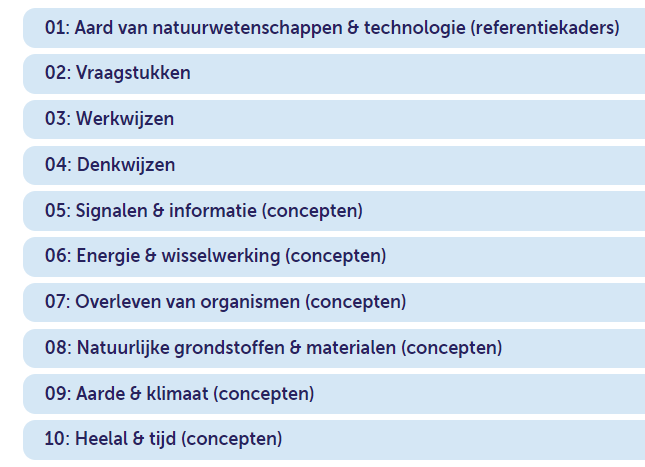 01: Aard van natuurwetenschappen & technologie (referentiekaders)
02: Vraagstukken
03: Werkwijzen
04: Denkwijzen
05: Signalen & informatie (concepten)
06: Energie & wisselwerking (concepten)
07: Overleven van organismen (concepten)
08: Natuurlijke grondstoffen & materialen (concepten)
09: Aarde & klimaat (concepten)
10: Heelal & tijd (concepten)